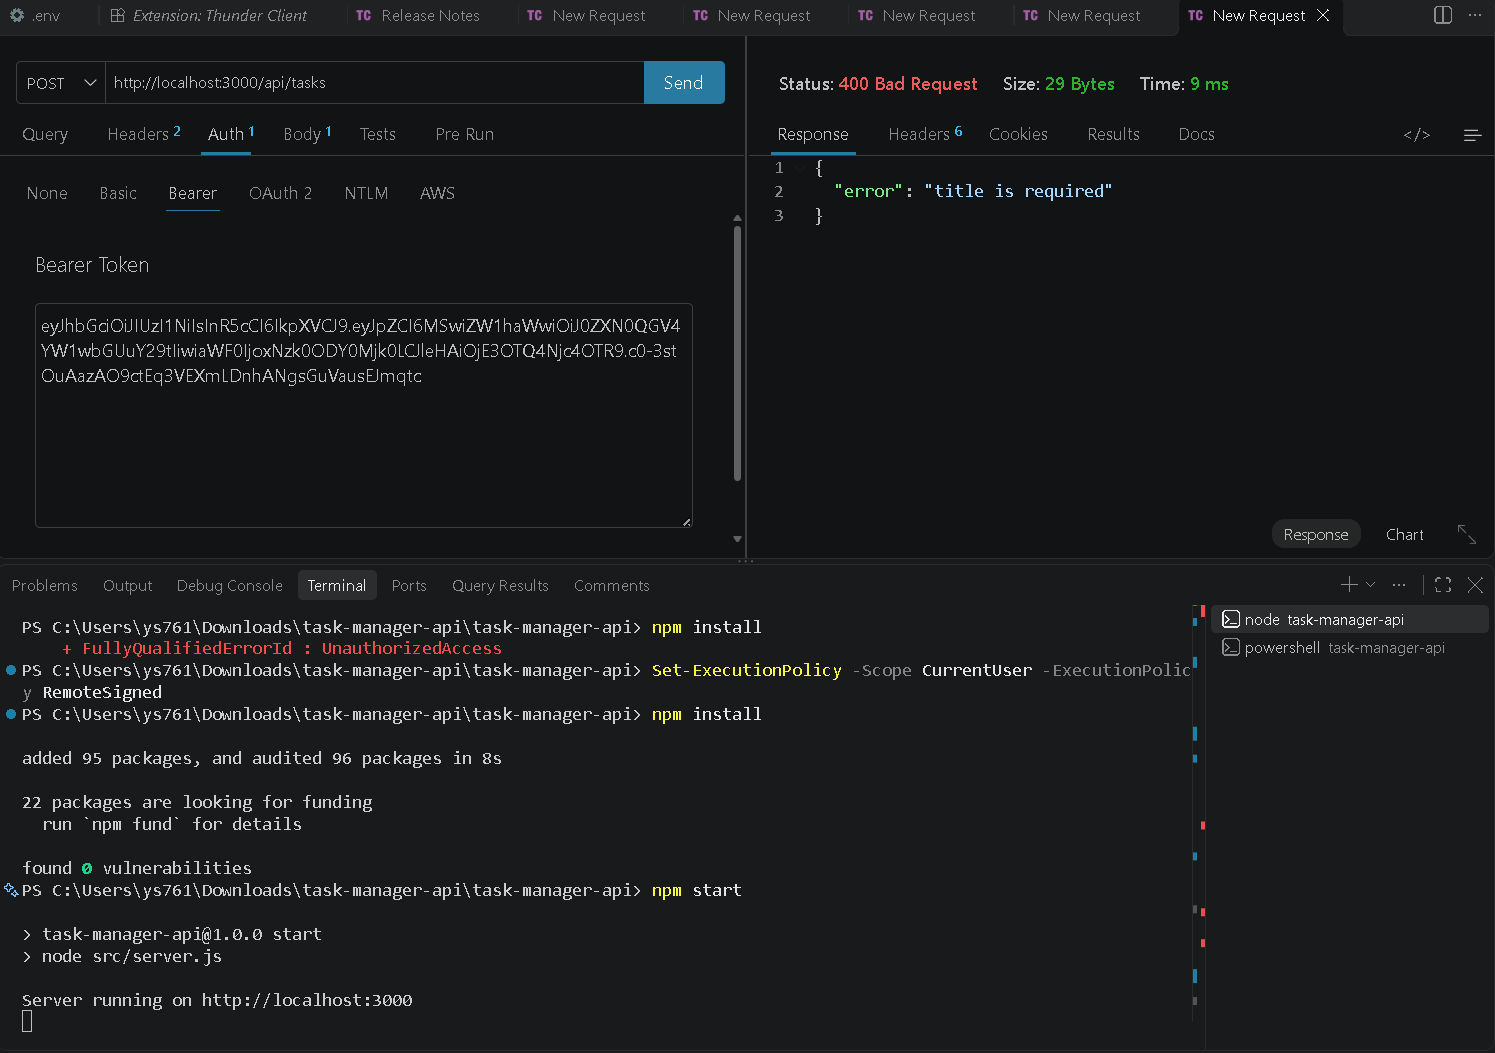 .env
Extension: Thunder Client
TC Release Notes
TC New Request
TC New Request
TC New Request
TC New Request
TC New Request
POST
http://localhost:3000/api/tasks
Send
Query
Headers 2
Auth 1
Body 1
Tests
Pre Run
None
Basic
Bearer
OAuth 2
NTLM
AWS
Bearer Token
Status: 400 Bad Request
Size: 29 Bytes
Time: 9 ms
Response
Headers 6
Cookies
Results
Docs
</>
1 {
2 "error": "title is required"
3 }
Response
Chart
Problems
Output
Debug Console
Terminal
Ports
Query Results
Comments
PS C:\Users\ys761\Downloads\task-manager-api\task-manager-api> npm install
+ FullyQualifiedErrorId : UnauthorizedAccess
PS C:\Users\ys761\Downloads\task-manager-api\task-manager-api> Set-ExecutionPolicy -Scope CurrentUser -ExecutionPolic
y RemoteSigned
PS C:\Users\ys761\Downloads\task-manager-api\task-manager-api> npm install
added 95 packages, and audited 96 packages in 8s
22 packages are looking for funding
run `npm fund` for details
found 0 vulnerabilities
PS C:\Users\ys761\Downloads\task-manager-api\task-manager-api> npm start
> task-manager-api@1.0.0 start
> node src/server.js
Server running on http://localhost:3000
node task-manager-api
powershell task-manager-api